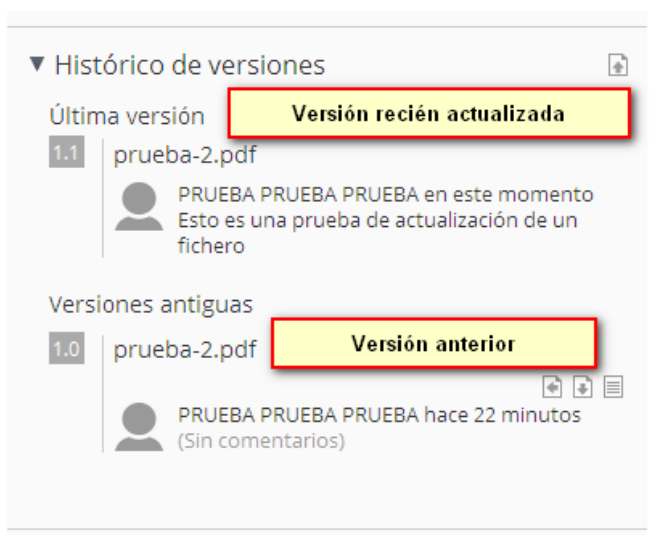 Histórico de versiones
Última versión
Versión recién actualizada
1.1
prueba-2.pdf
PRUEBA PRUEBA PRUEBA en este momento
Esto es una prueba de actualización de un
fichero
Versiones antiguas
1.0
prueba-2.pdf
Versión anterior
PRUEBA PRUEBA PRUEBA hace 22 minutos
(Sin comentarios)